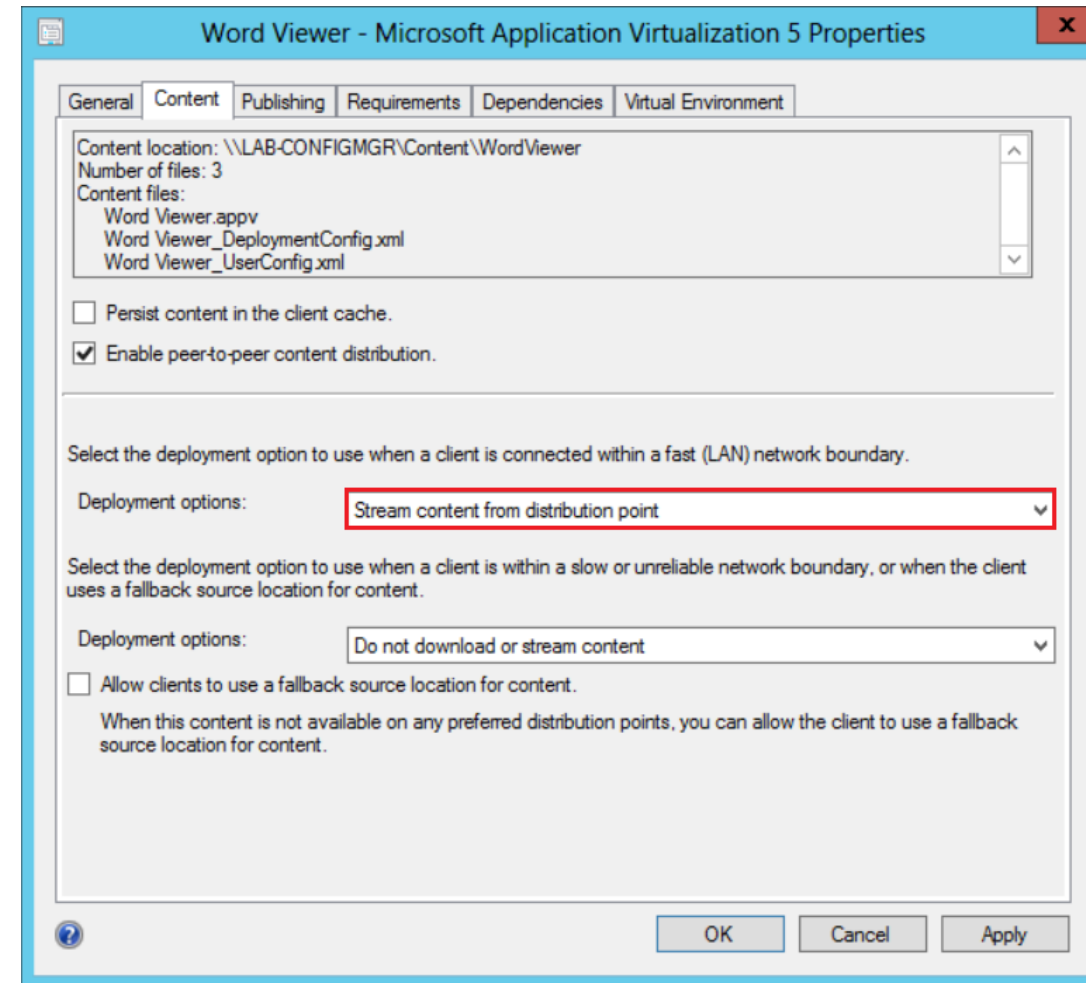 Word Viewer - Microsoft Application Virtualization 5 Properties
x
General Content Publishing Requirements Dependencies Virtual Environment
Content location: \\LAB-CONFIGMGR\Content\WordViewer
Number of files: 3
Content files:
Word Viewer.appv
Word Viewer_DeploymentConfig.xml
Word Viewer_UserConfig.xml
Persist content in the client cache.
Enable peer-to-peer content distribution.
Select the deployment option to use when a client is connected within a fast (LAN) network boundary.
Deployment options: Stream content from distribution point
Select the deployment option to use when a client is within a slow or unreliable network boundary, or when the client
uses a fallback source location for content.
Deployment options: Do not download or stream content
Allow clients to use a fallback source location for content.
When this content is not available on any preferred distribution points, you can allow the client to use a fallback
source location for content.
? OK Cancel Apply